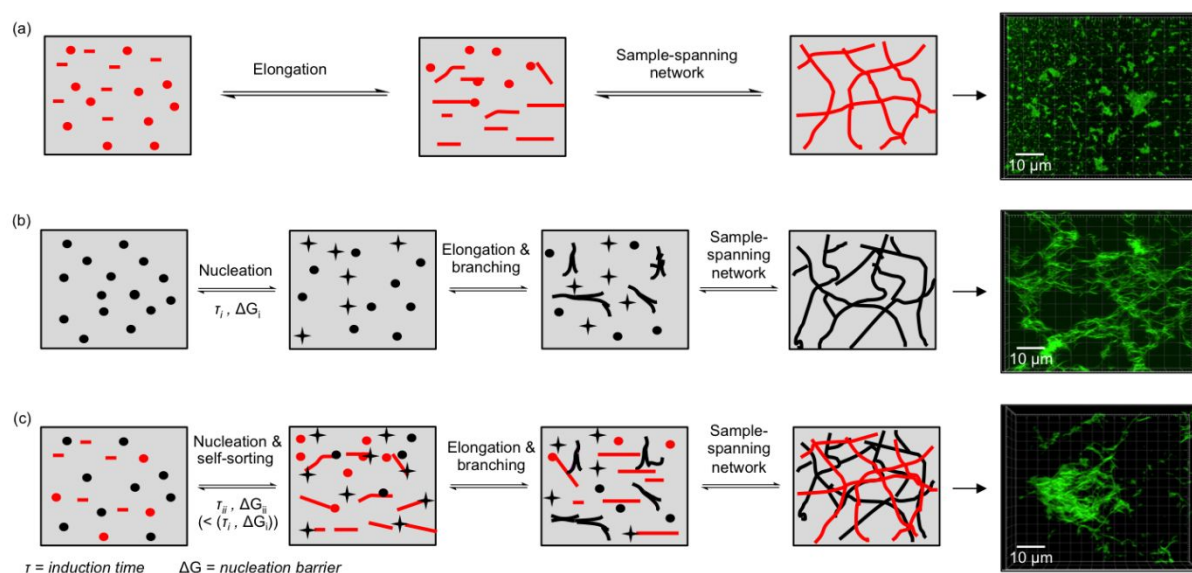 (a)
Elongation
Sample-spanning
network
10 μm
(b)
Nucleation
τi , ΔGi
Elongation &
branching
Sample-
spanning
network
10 μm
(c)
Nucleation &
self-sorting
τii , ΔGii
(< (τi , ΔGi))
Elongation &
branching
Sample-
spanning
network
10 μm
τ = induction time ΔG = nucleation barrier